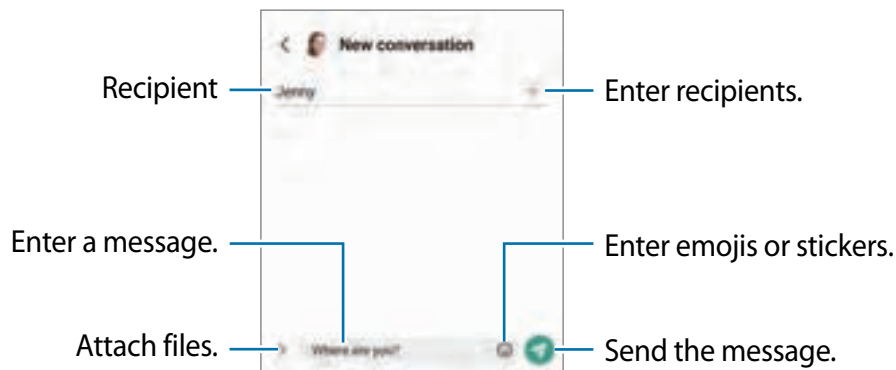 New conversation
Recipient
Jenny
Enter recipients.
Enter a message.
Enter emojis or stickers.
Attach files.
Where are you?
Send the message.